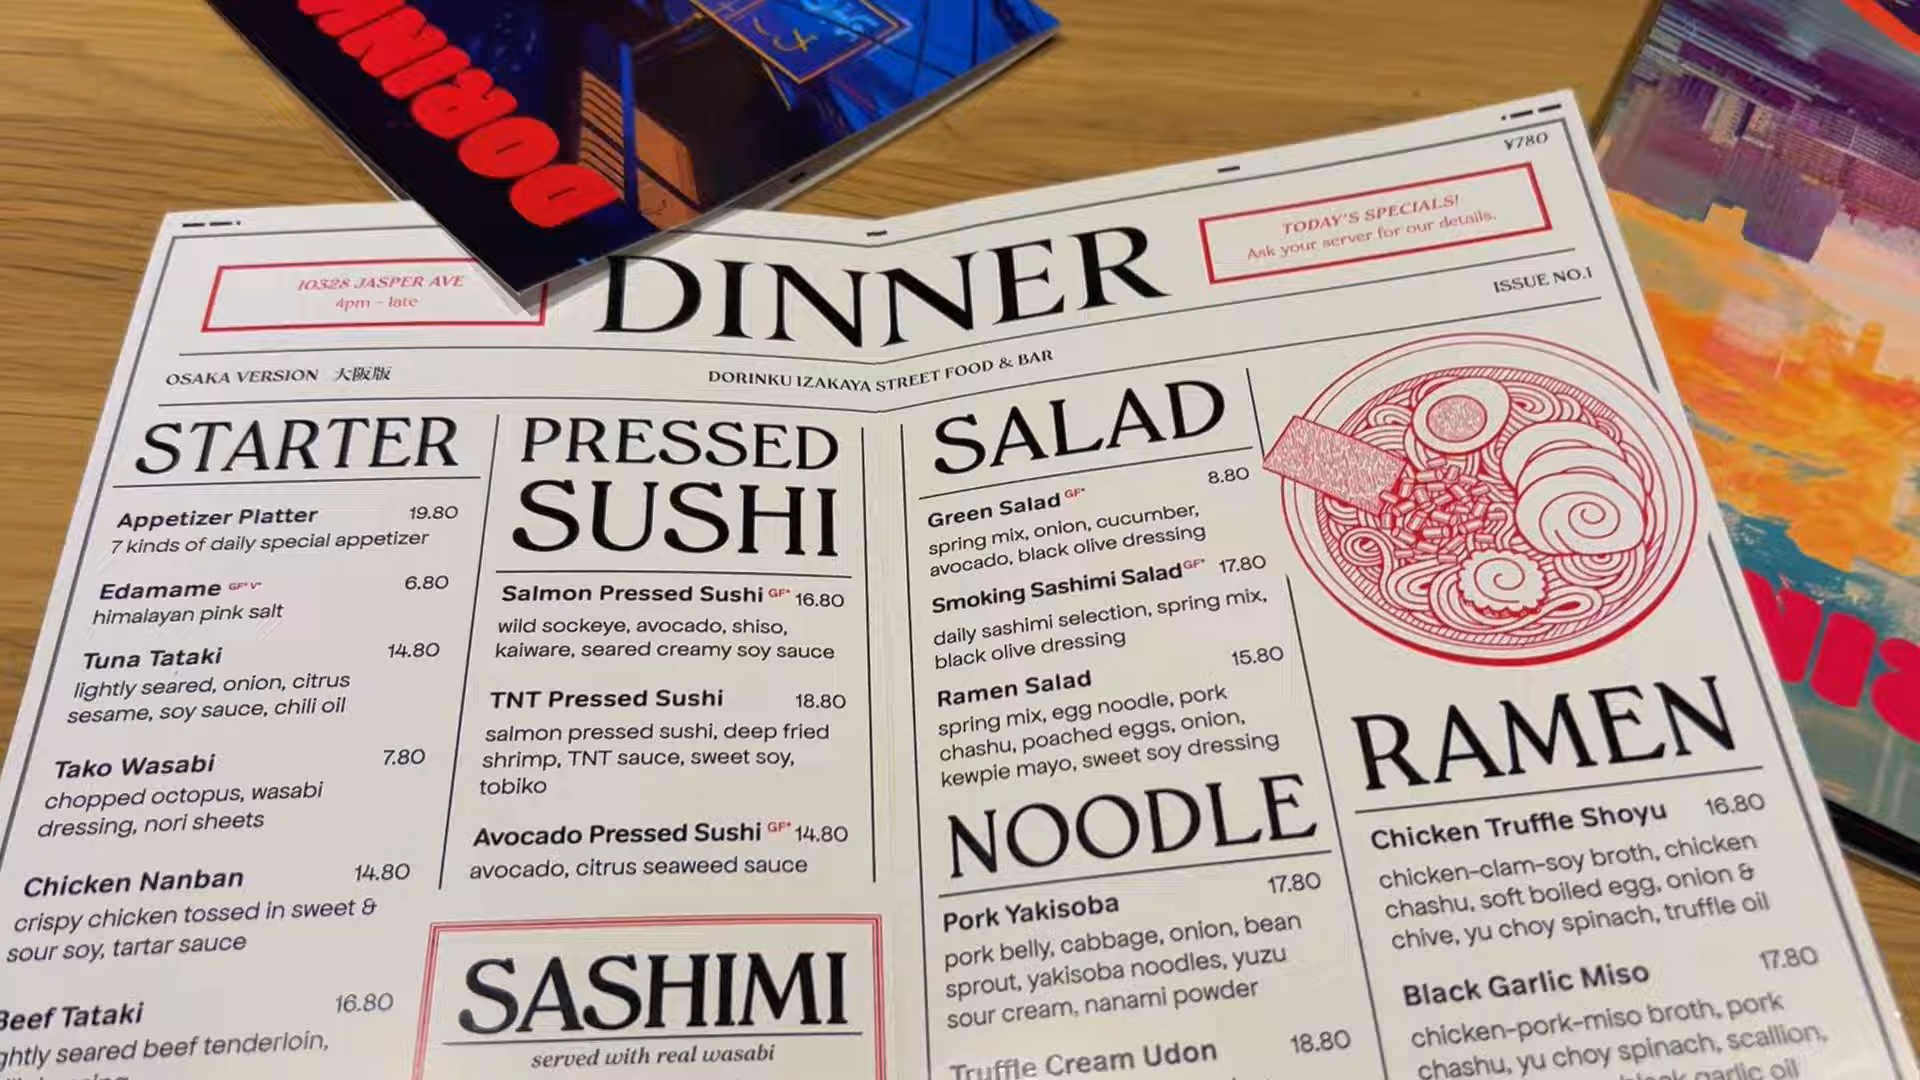 DORINK
¥780
10328 JASPER AVE
4pm - late
DINNER
TODAY'S SPECIALS!
Ask your server for our details.
ISSUE NO.1
OSAKA VERSION 大阪版
DORINKU IZAKAYA STREET FOOD & BAR
STARTER
Appetizer Platter 19.80
7 kinds of daily special appetizer
Edamame GF* V* 6.80
himalayan pink salt
Tuna Tataki 14.80
lightly seared, onion, citrus
sesame, soy sauce, chili oil
Tako Wasabi 7.80
chopped octopus, wasabi
dressing, nori sheets
Chicken Nanban 14.80
crispy chicken tossed in sweet &
sour soy, tartar sauce
Beef Tataki 16.80
ghtly seared beef tenderloin,
PRESSED
SUSHI
Salmon Pressed Sushi GF* 16.80
wild sockeye, avocado, shiso,
kaiware, seared creamy soy sauce
TNT Pressed Sushi 18.80
salmon pressed sushi, deep fried
shrimp, TNT sauce, sweet soy,
tobiko
Avocado Pressed Sushi GF* 14.80
avocado, citrus seaweed sauce
SASHIMI
served with real wasabi
SALAD
Green Salad GF* 8.80
spring mix, onion, cucumber,
avocado, black olive dressing
Smoking Sashimi Salad GF* 17.80
daily sashimi selection, spring mix,
black olive dressing
Ramen Salad 15.80
spring mix, egg noodle, pork
chashu, poached eggs, onion,
kewpie mayo, sweet soy dressing
NOODLE
Pork Yakisoba 17.80
pork belly, cabbage, onion, bean
sprout, yakisoba noodles, yuzu
sour cream, nanami powder
Truffle Cream Udon 18.80
RAMEN
Chicken Truffle Shoyu 16.80
chicken-clam-soy broth, chicken
chashu, soft boiled egg, onion &
chive, yu choy spinach, truffle oil
Black Garlic Miso 17.80
chicken-pork-miso broth, pork
chashu, yu choy spinach, scallion,
garlic oil